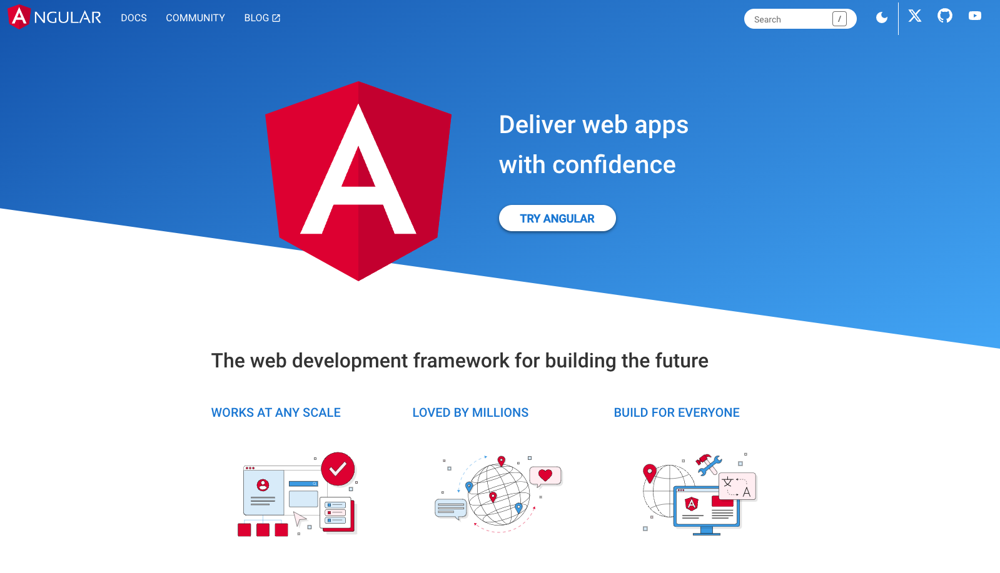 NGULAR
DOCS
COMMUNITY
BLOG
Search
/
A
Deliver web apps
with confidence
TRY ANGULAR
The web development framework for building the future
WORKS AT ANY SCALE
LOVED BY MILLIONS
BUILD FOR EVERYONE
文
A
A